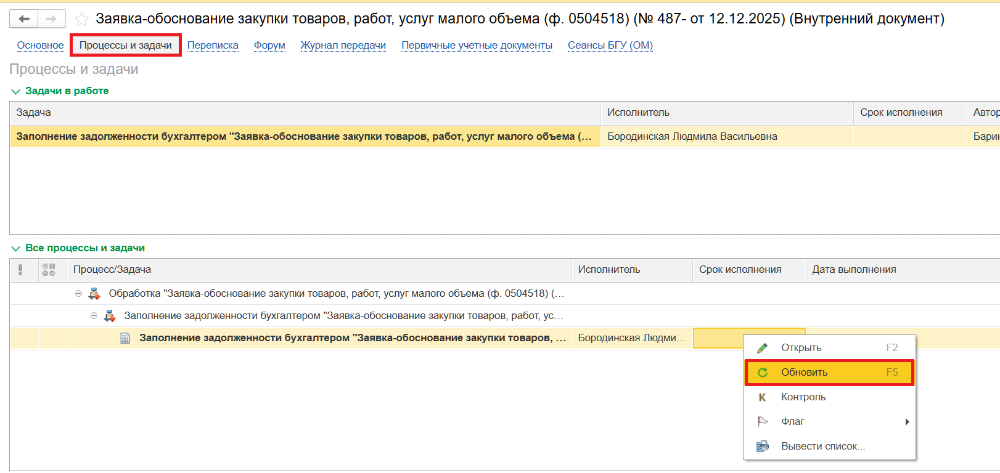 Заявка-обоснование закупки товаров, работ, услуг малого объема (ф. 0504518) (№ 487- от 12.12.2025) (Внутренний документ)
Основное Процессы и задачи Переписка Форум Журнал передачи Первичные учетные документы Сеансы БГУ (ОМ)
Процессы и задачи
Задачи в работе
Задача Исполнитель Срок исполнения Автор
Заполнение задолженности бухгалтером "Заявка-обоснование закупки товаров, работ, услуг малого объема (... Бородинская Людмила Васильевна Барин
Все процессы и задачи
Процесс/Задача Исполнитель Срок исполнения Дата выполнения
Обработка "Заявка-обоснование закупки товаров, работ, услуг малого объема (ф. 0504518) (...
Заполнение задолженности бухгалтером "Заявка-обоснование закупки товаров, работ, ус...
Заполнение задолженности бухгалтером "Заявка-обоснование закупки товаров, ... Бородинская Людми...
Открыть F2
Обновить F5
К Контроль
Флаг
Вывести список...